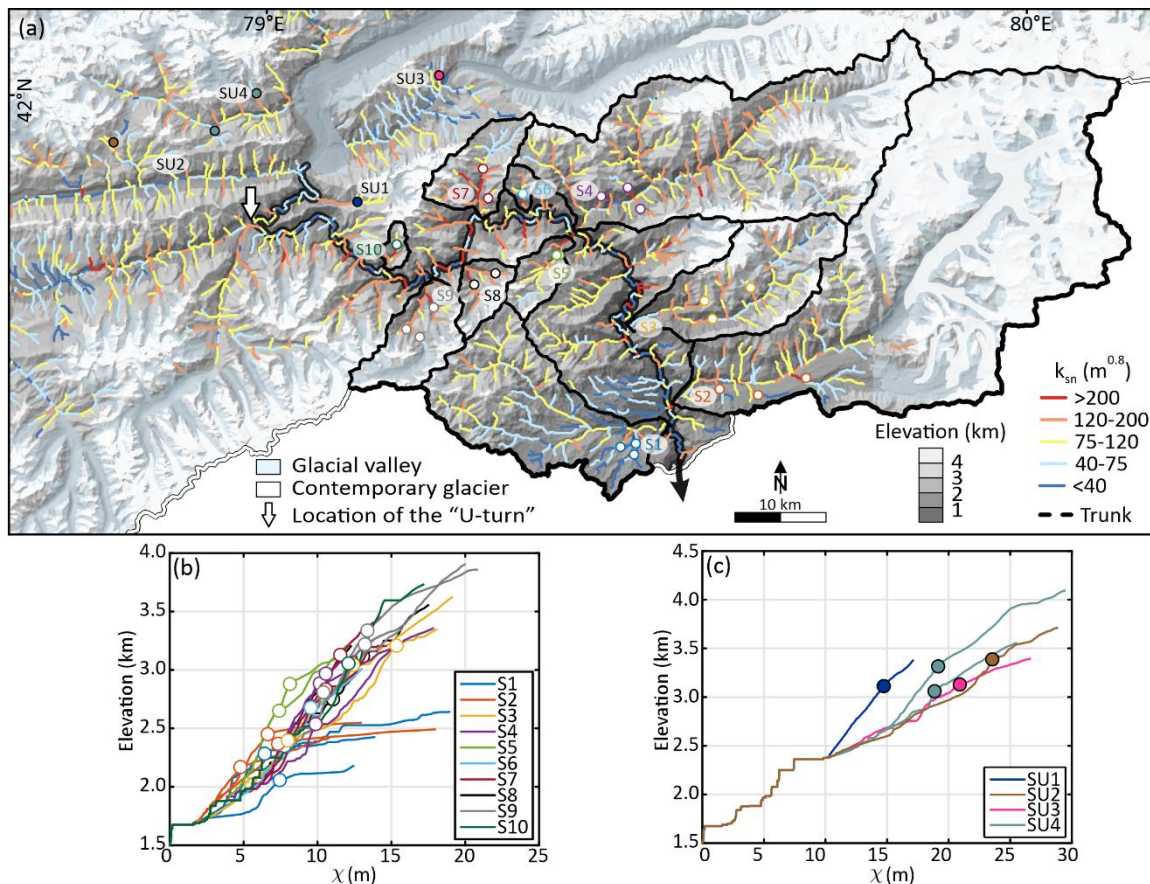 (a)
79°E
80°E
42°N
SU3
SU4
SU2
SU1
S7
S6
S4
S10
S5
S9
S8
S3
S2
S1
Glacial valley
Contemporary glacier
Location of the “U-turn”
N
10 km
Elevation (km)
4
3
2
1
ksn (m0.8)
>200
120-200
75-120
40-75
<40
Trunk
(b)
Elevation (km)
4.0
3.5
3.0
2.5
2.0
1.5
0
5
10
15
20
25
χ (m)
S1
S2
S3
S4
S5
S6
S7
S8
S9
S10
(c)
Elevation (km)
4.5
4.0
3.5
3.0
2.5
2.0
1.5
0
5
10
15
20
25
30
χ (m)
SU1
SU2
SU3
SU4